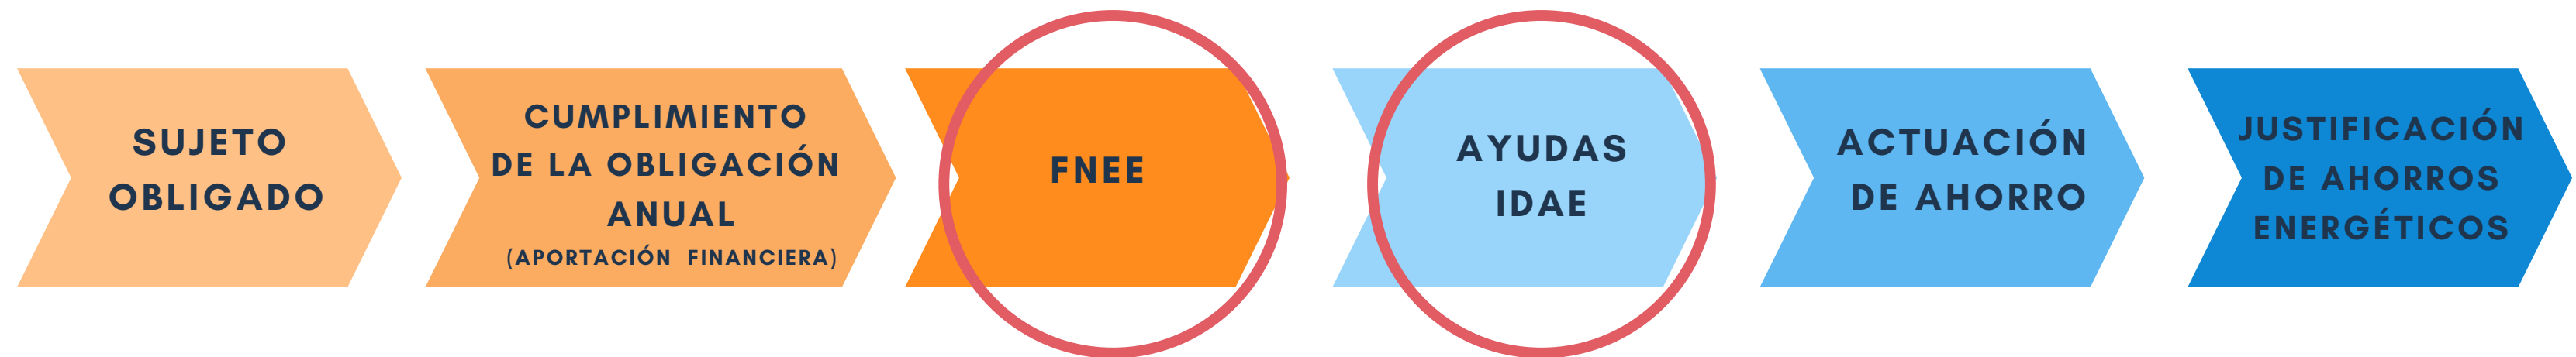 SUJETO
OBLIGADO
CUMPLIMIENTO
DE LA OBLIGACIÓN
ANUAL
(APORTACIÓN FINANCIERA)
FNEE
AYUDAS
IDAE
ACTUACIÓN
DE AHORRO
JUSTIFICACIÓN
DE AHORROS
ENERGÉTICOS